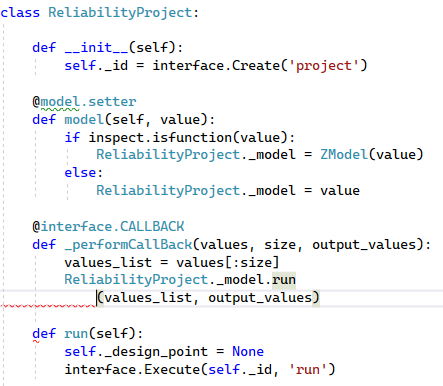 class ReliabilityProject:
def __init__(self):
self._id = interface.Create('project')
@model.setter
def model(self, value):
if inspect.isfunction(value):
ReliabilityProject._model = ZModel(value)
else:
ReliabilityProject._model = value
@interface.CALLBACK
def _performCallBack(values, size, output_values):
values_list = values[:size]
ReliabilityProject._model.run
(values_list, output_values)
def run(self):
self._design_point = None
interface.Execute(self._id, 'run')